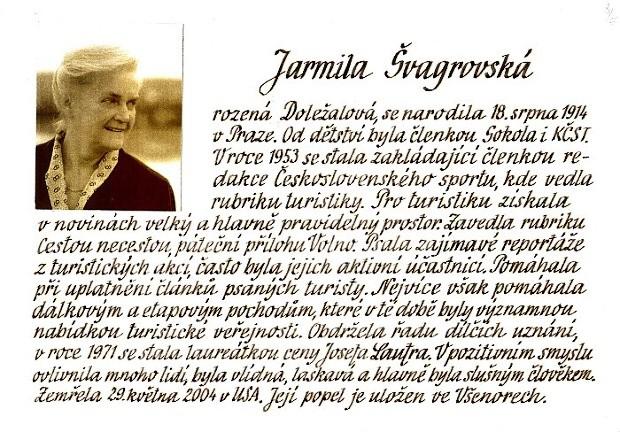 Jarmila Švagrovská
rozená Doležalová, se narodila 18. srpna 1914
v Praze. Od dětství byla členkou Sokola i KČST.
V roce 1953 se stala zakládající členkou re-
dakce Československého sportu, kde vedla
rubriku turistiky. Pro turistiku získala
v novinách velký a hlavně pravidelný prostor. Zavedla rubriku
Cestou necestou, páteční přílohu Volno. Psala zajímavé reportáže
z turistických akcí, často byla jejich aktivní účastnicí. Pomáhala
při uplatnění článků psaných turisty. Nejvíce však pomáhala
dálkovým a etapovým pochodům, které v té době byly významnou
nabídkou turistické veřejnosti. Obdržela řadu dílčích uznání,
v roce 1971 se stala laureátkou ceny Josefa Laufra. V pozitivním smyslu
ovlivnila mnoho lidí, byla vlídná, laskavá a hlavně byla slušným člověkem.
Zemřela 29. května 2004 v USA. Její popel je uložen ve Všenorech.